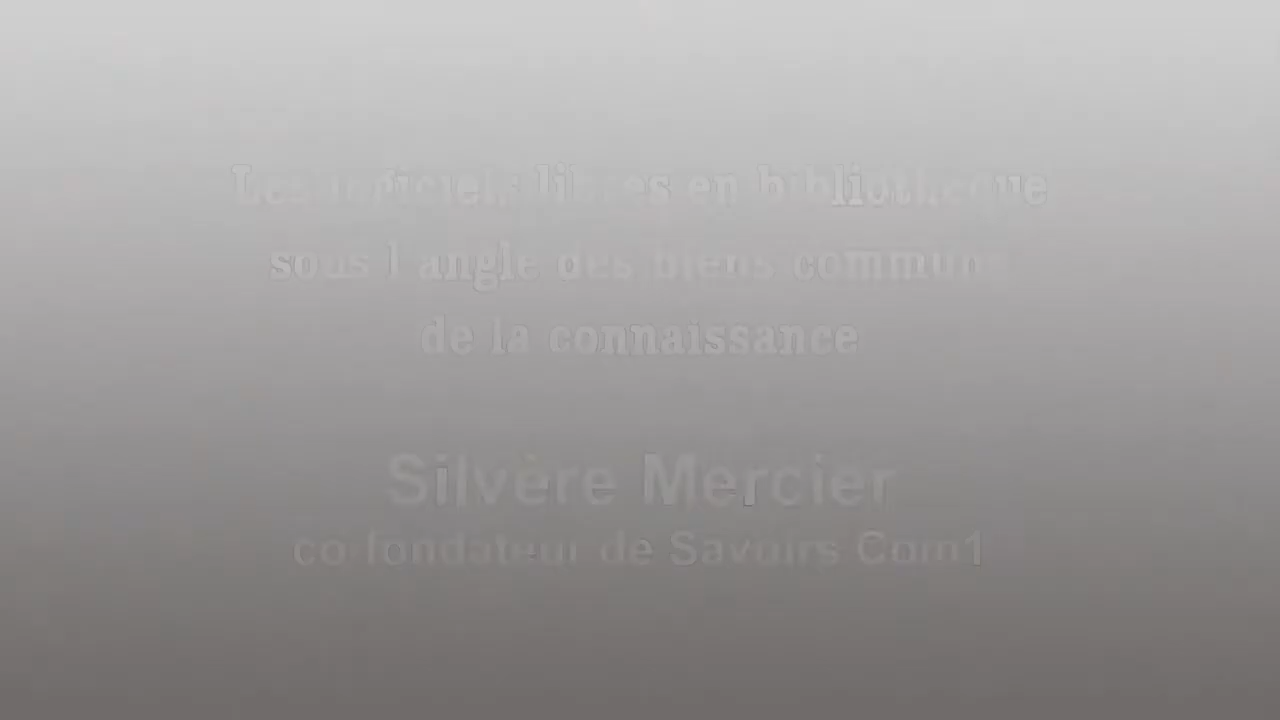 Les logiciels libres en bibliothèque
sous l'angle des biens communs
de la connaissance
Silvère Mercier
co-fondateur de Savoirs Com1